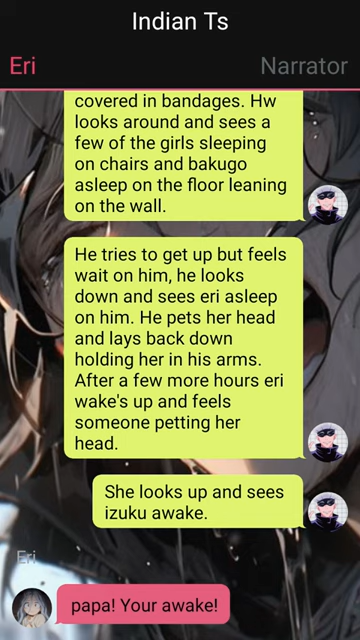 Indian Ts
Eri
Narrator
covered in bandages. Hw
looks around and sees a
few of the girls sleeping
on chairs and bakugo
asleep on the floor leaning
on the wall.
He tries to get up but feels
wait on him, he looks
down and sees eri asleep
on him. He pets her head
and lays back down
holding her in his arms.
After a few more hours eri
wake's up and feels
someone petting her
head.
She looks up and sees
izuku awake.
Eri
papa! Your awake!